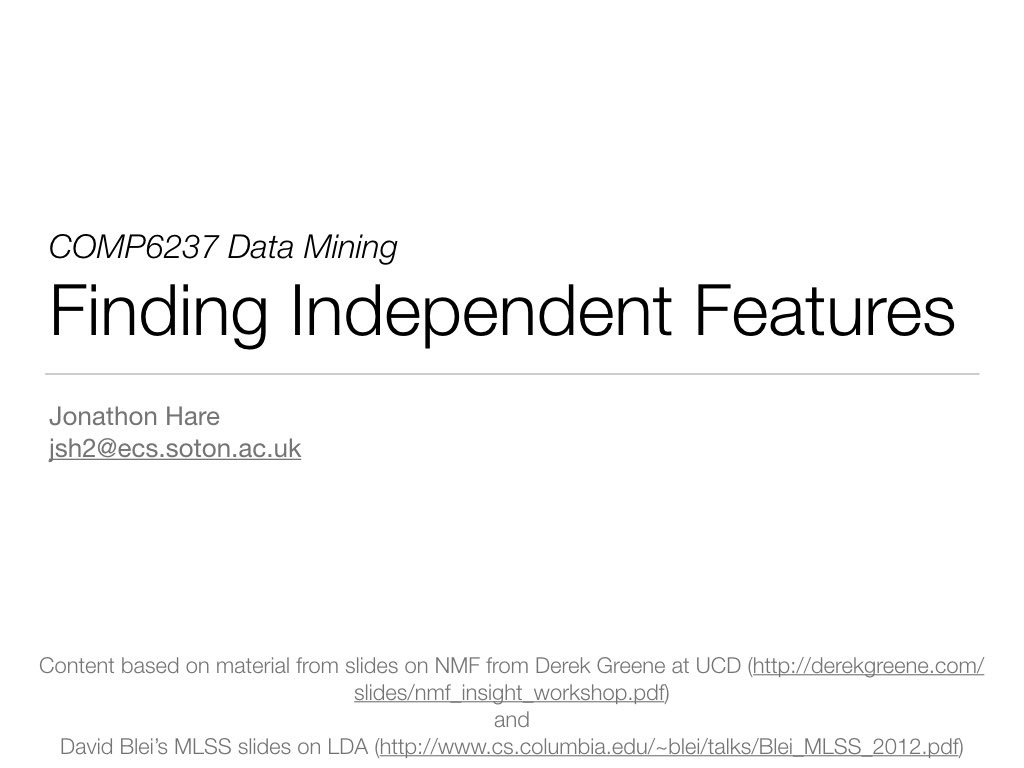 COMP6237 Data Mining
Finding Independent Features
Jonathon Hare
jsh2@ecs.soton.ac.uk
Content based on material from slides on NMF from Derek Greene at UCD (http://derekgreene.com/
slides/nmf_insight_workshop.pdf)
and
David Blei’s MLSS slides on LDA (http://www.cs.columbia.edu/~blei/talks/Blei_MLSS_2012.pdf)